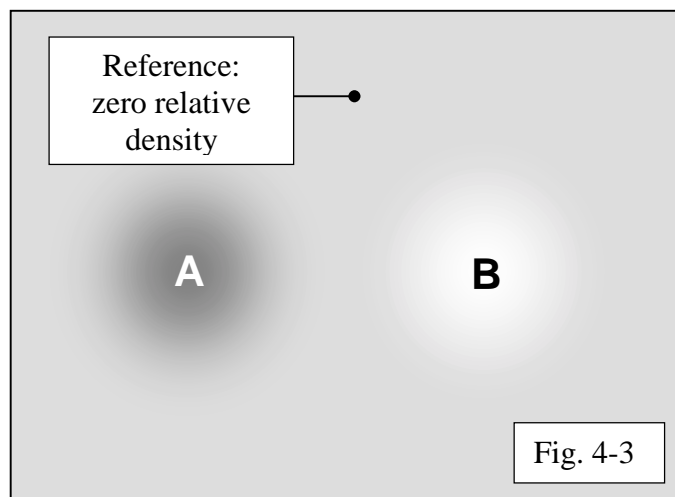 Reference:
zero relative
density
A
B
Fig. 4-3